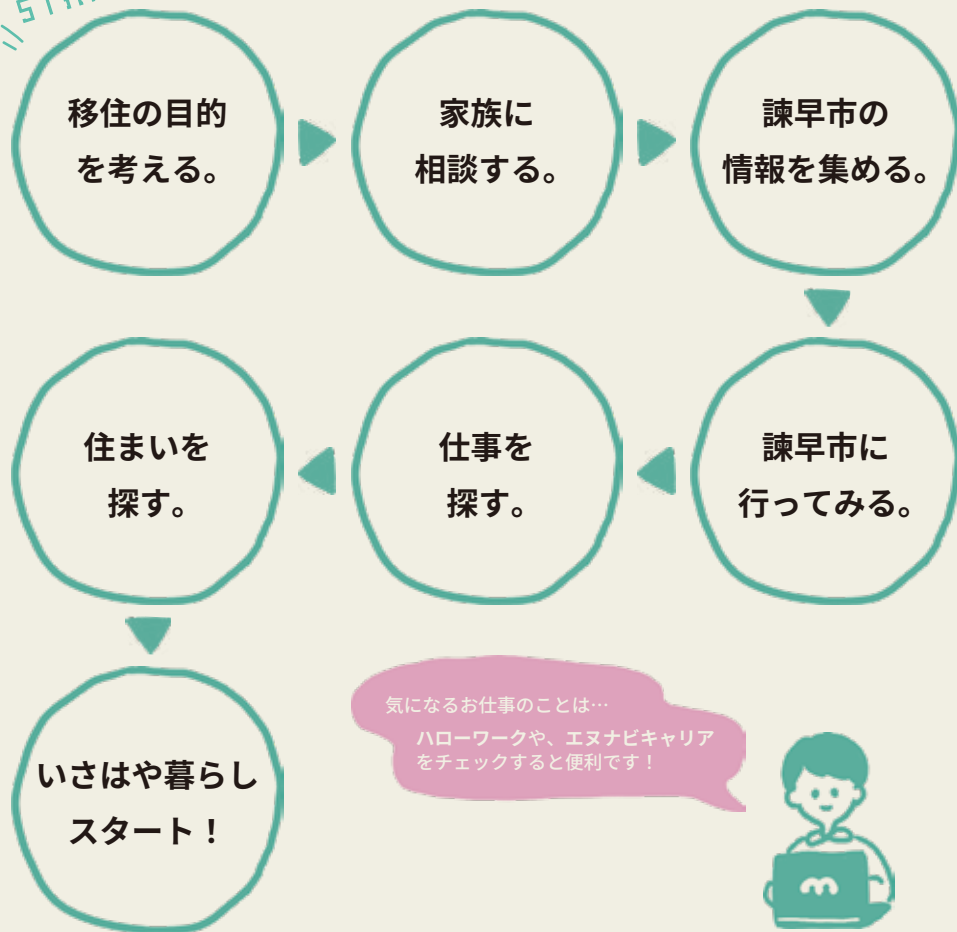 移住の目的
を考える。
家族に
相談する。
諫早市の
情報を集める。
諫早市に
行ってみる。
仕事を
探す。
住まいを
探す。
いさはや暮らし
スタート！
気になるお仕事のことは…
ハローワークや、エヌナビキャリア
をチェックすると便利です！